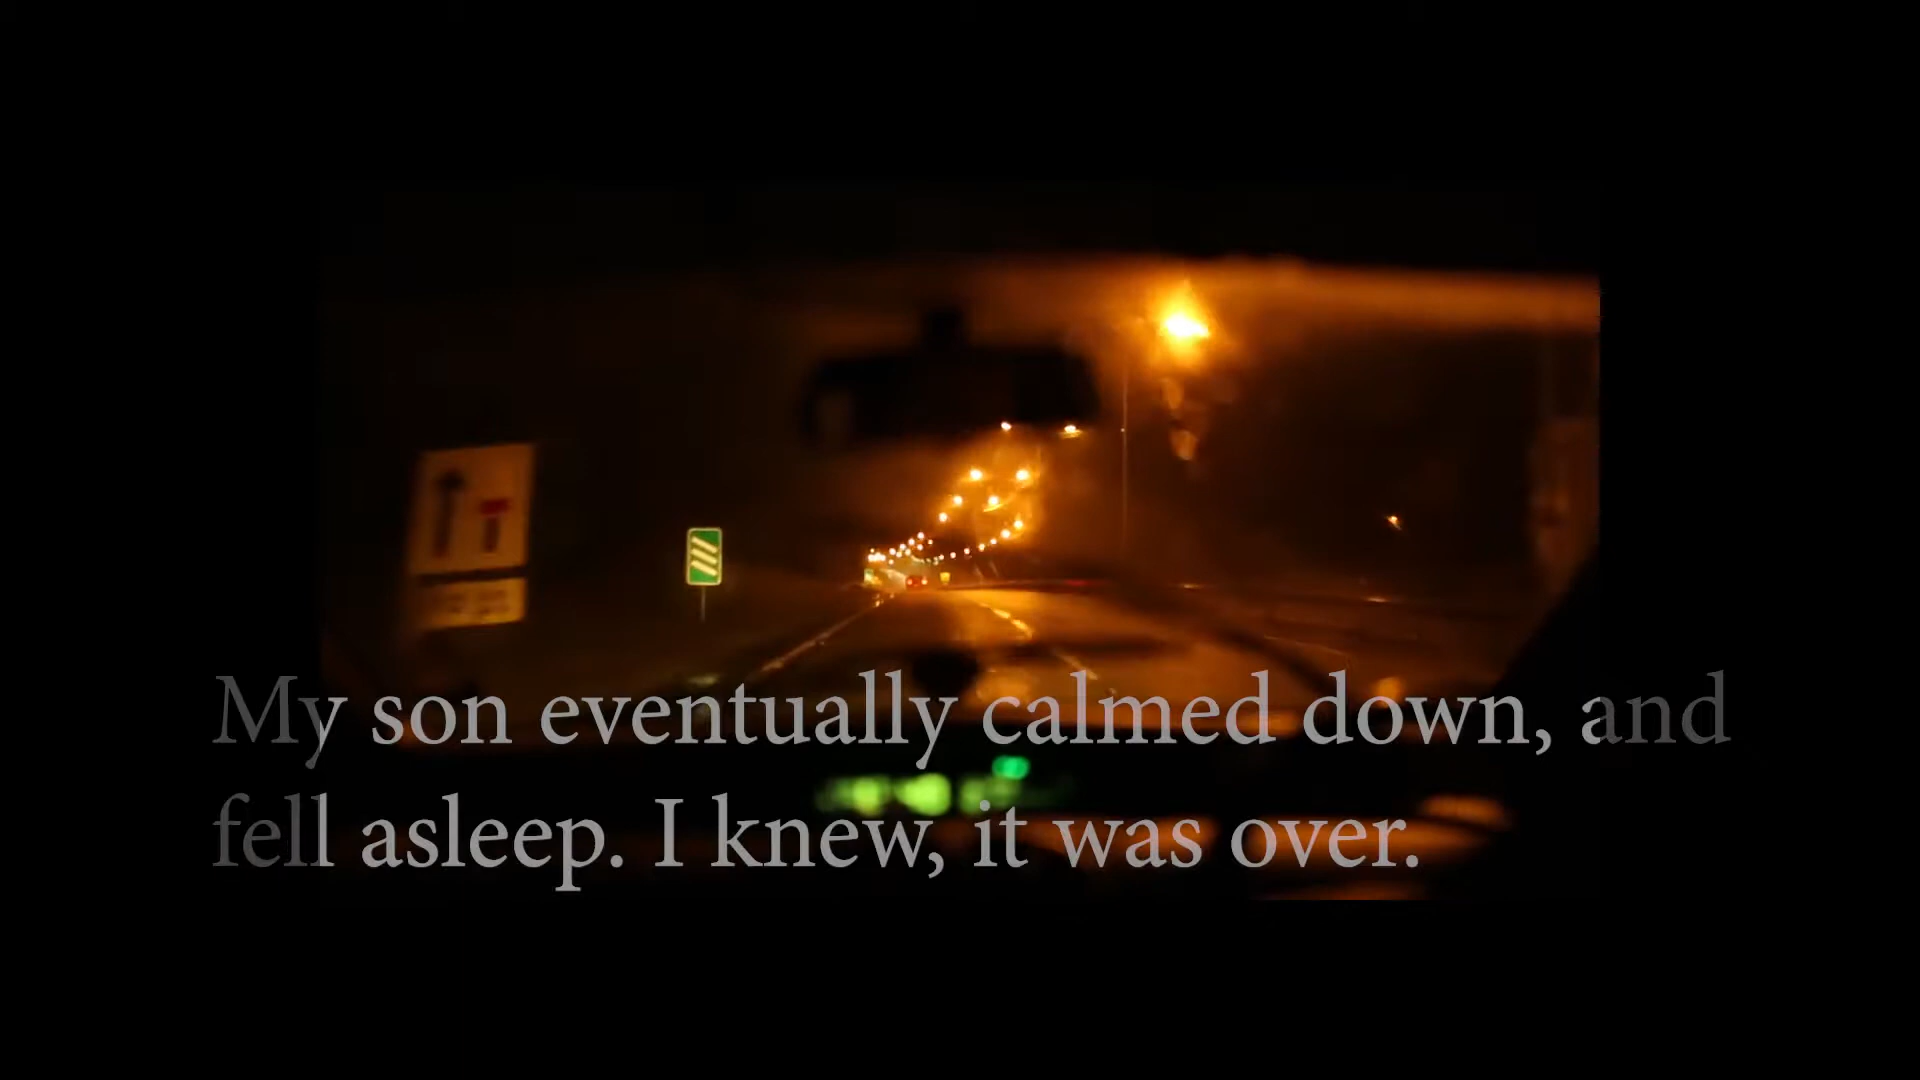 My son eventually calmed down, and
fell asleep. I knew, it was over.